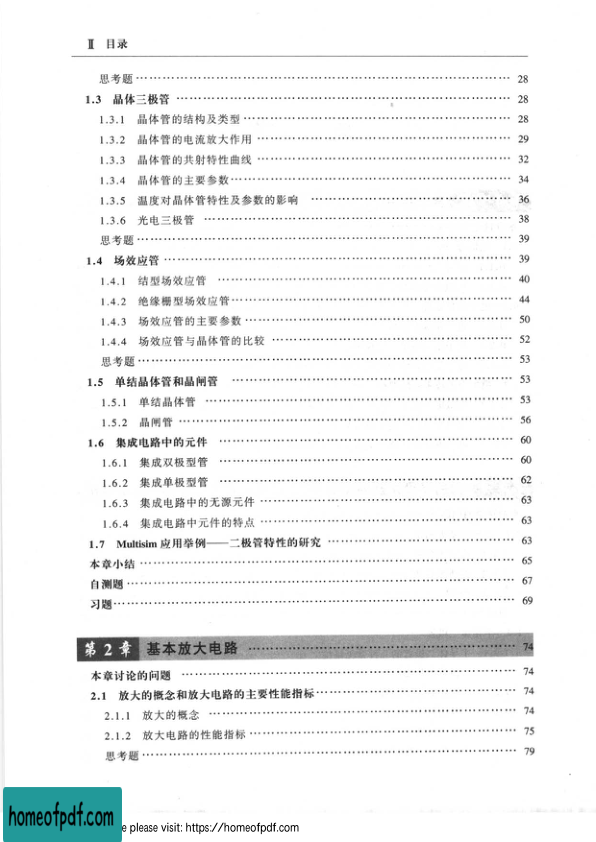 Ⅱ 目录
思考题 …… 28
1.3 晶体三极管 …… 28
1.3.1 晶体管的结构及类型 …… 28
1.3.2 晶体管的电流放大作用 …… 29
1.3.3 晶体管的共射特性曲线 …… 32
1.3.4 晶体管的主要参数 …… 34
1.3.5 温度对晶体管特性及参数的影响 …… 36
1.3.6 光电三极管 …… 38
思考题 …… 39
1.4 场效应管 …… 39
1.4.1 结型场效应管 …… 40
1.4.2 绝缘栅型场效应管 …… 44
1.4.3 场效应管的主要参数 …… 50
1.4.4 场效应管与晶体管的比较 …… 52
思考题 …… 53
1.5 单结晶体管和晶闸管 …… 53
1.5.1 单结晶体管 …… 53
1.5.2 晶闸管 …… 56
1.6 集成电路中的元件 …… 60
1.6.1 集成双极型管 …… 60
1.6.2 集成单极型管 …… 62
1.6.3 集成电路中的无源元件 …… 63
1.6.4 集成电路中元件的特点 …… 63
1.7 Multisim 应用举例——二极管特性的研究 …… 63
本章小结 …… 65
自测题 …… 67
习题 …… 69
第 2 章 基本放大电路 …… 74
本章讨论的问题 …… 74
2.1 放大的概念和放大电路的主要性能指标 …… 74
2.1.1 放大的概念 …… 74
2.1.2 放大电路的性能指标 …… 75
思考题 …… 79
homeofpdf.com
e please visit: https://homeofpdf.com